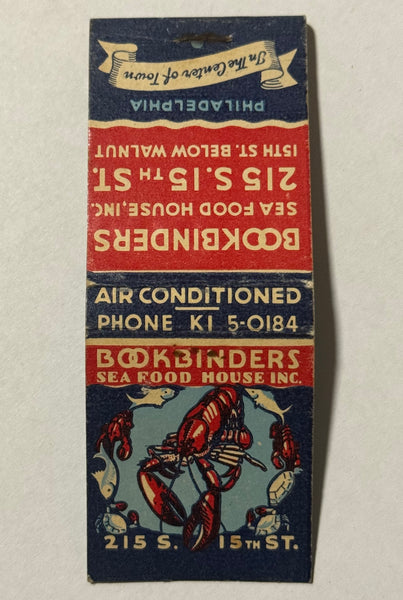 In The Center of Town
PHILADELPHIA
15TH ST. BELOW WALNUT
215 S. 15TH ST.
SEA FOOD HOUSE, INC.
BOOKBINDERS
AIR CONDITIONED
PHONE KI 5-0184
BOOKBINDERS
SEA FOOD HOUSE INC.
215 S. 15TH ST.